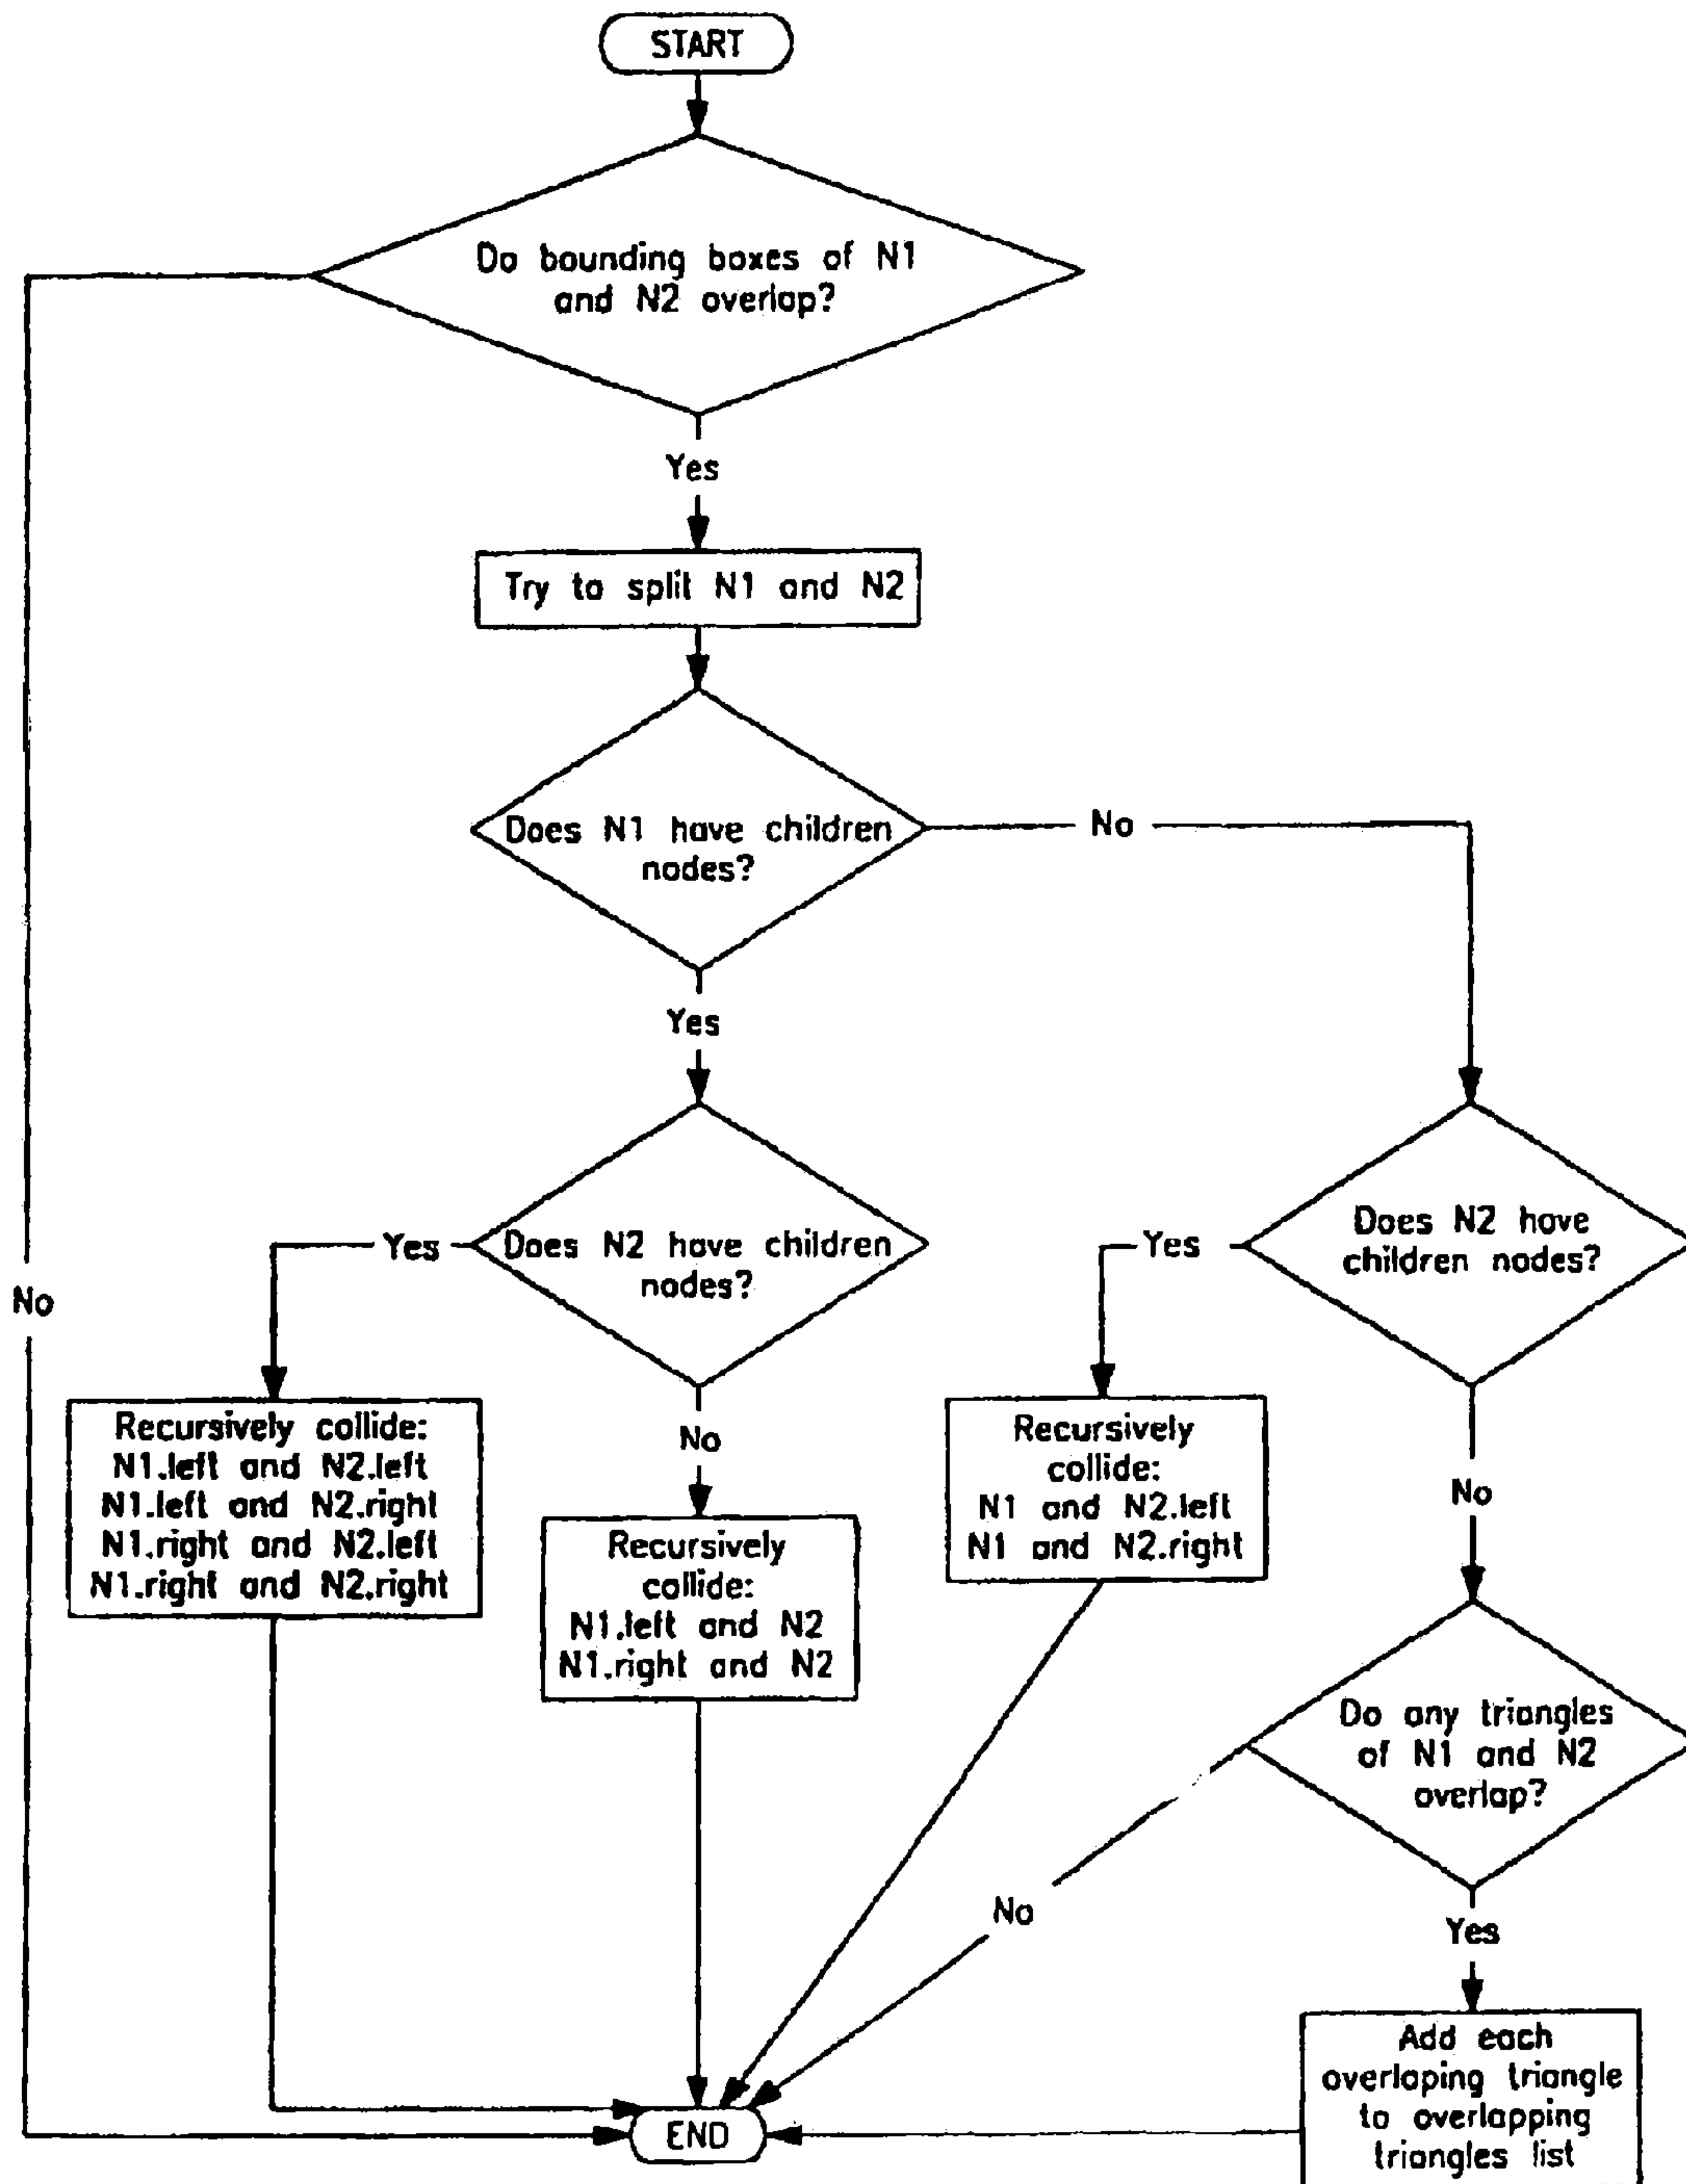 START
Do bounding boxes of N1
and N2 overlap?
Yes
Try to split N1 and N2
Does N1 have children
nodes?
No
Yes
Does N2 have children
nodes?
Yes
No
Does N2 have
children nodes?
Yes
No
No
Recursively collide:
N1.left and N2.left
N1.left and N2.right
N1.right and N2.left
N1.right and N2.right
Recursively
collide:
N1.left and N2
N1.right and N2
Recursively
collide:
N1 and N2.left
N1 and N2.right
Do any triangles
of N1 and N2
overlap?
No
Yes
Add each
overlaping triangle
to overlapping
triangles list
END